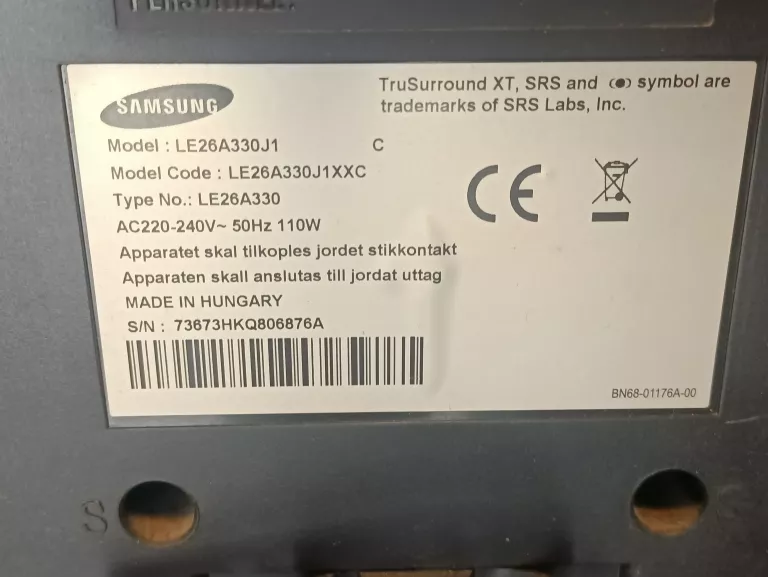 SAMSUNG
TruSurround XT, SRS and (●) symbol are
trademarks of SRS Labs, Inc.
Model : LE26A330J1 C
Model Code : LE26A330J1XXC
Type No.: LE26A330
AC220-240V~ 50Hz 110W
Apparatet skal tilkoples jordet stikkontakt
Apparaten skall anslutas till jordat uttag
MADE IN HUNGARY
S/N : 73673HKQ806876A
BN68-01176A-00
S